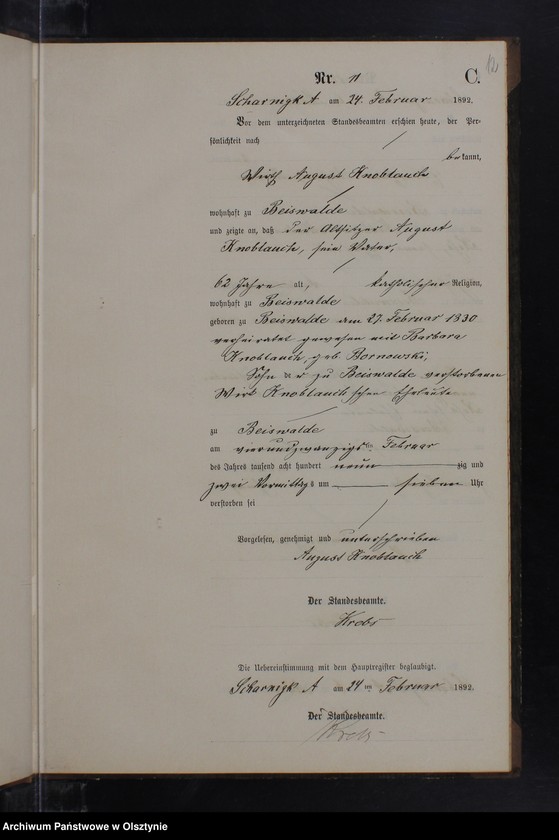 12
Nr. 11 C.
Scharnigk A am 24. Februar 1892.
Vor dem unterzeichneten Standesbeamten erschien heute, der Per-
sönlichkeit nach
bekannt,
Wirth August Knoblauch
wohnhaft zu Beiswalde
und zeigte an, daß der Altsitzer August
Knoblauch, sein Vater,
62 Jahre alt, katholischer Religion,
wohnhaft zu Beiswalde
geboren zu Beiswalde am 27. Februar 1830
verheiratet gewesen mit Barbara
Knoblauch, geb. Bornowski,
Sohn der zu Beiswalde verstorbenen
Wirth Knoblauch'schen Eheleute
zu Beiswalde
am vierundzwanzigsten Februar
des Jahres tausend acht hundert neunzig und
zwei Vormittags um sieben Uhr
verstorben sei
Vorgelesen, genehmigt und unterschrieben
August Knoblauch
Der Standesbeamte.
Krebs
Die Uebereinstimmung mit dem Hauptregister beglaubigt.
Scharnigk A am 24 ten Februar 1892.
Der Standesbeamte.
Krebs
Archiwum Państwowe w Olsztynie